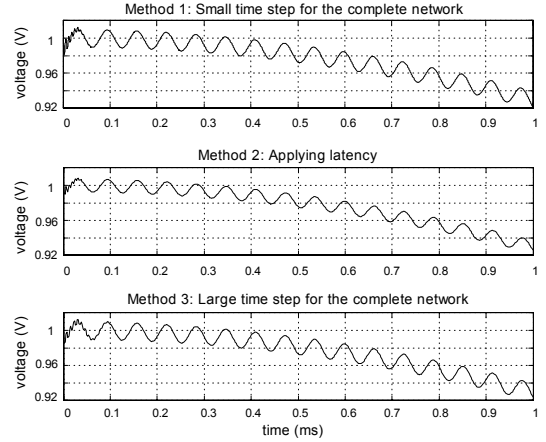 Method 1: Small time step for the complete network
voltage (V)
1
0.96
0.92
0 0.1 0.2 0.3 0.4 0.5 0.6 0.7 0.8 0.9 1
Method 2: Applying latency
voltage (V)
1
0.96
0.92
0 0.1 0.2 0.3 0.4 0.5 0.6 0.7 0.8 0.9 1
Method 3: Large time step for the complete network
voltage (V)
1
0.96
0.92
0 0.1 0.2 0.3 0.4 0.5 0.6 0.7 0.8 0.9 1
time (ms)